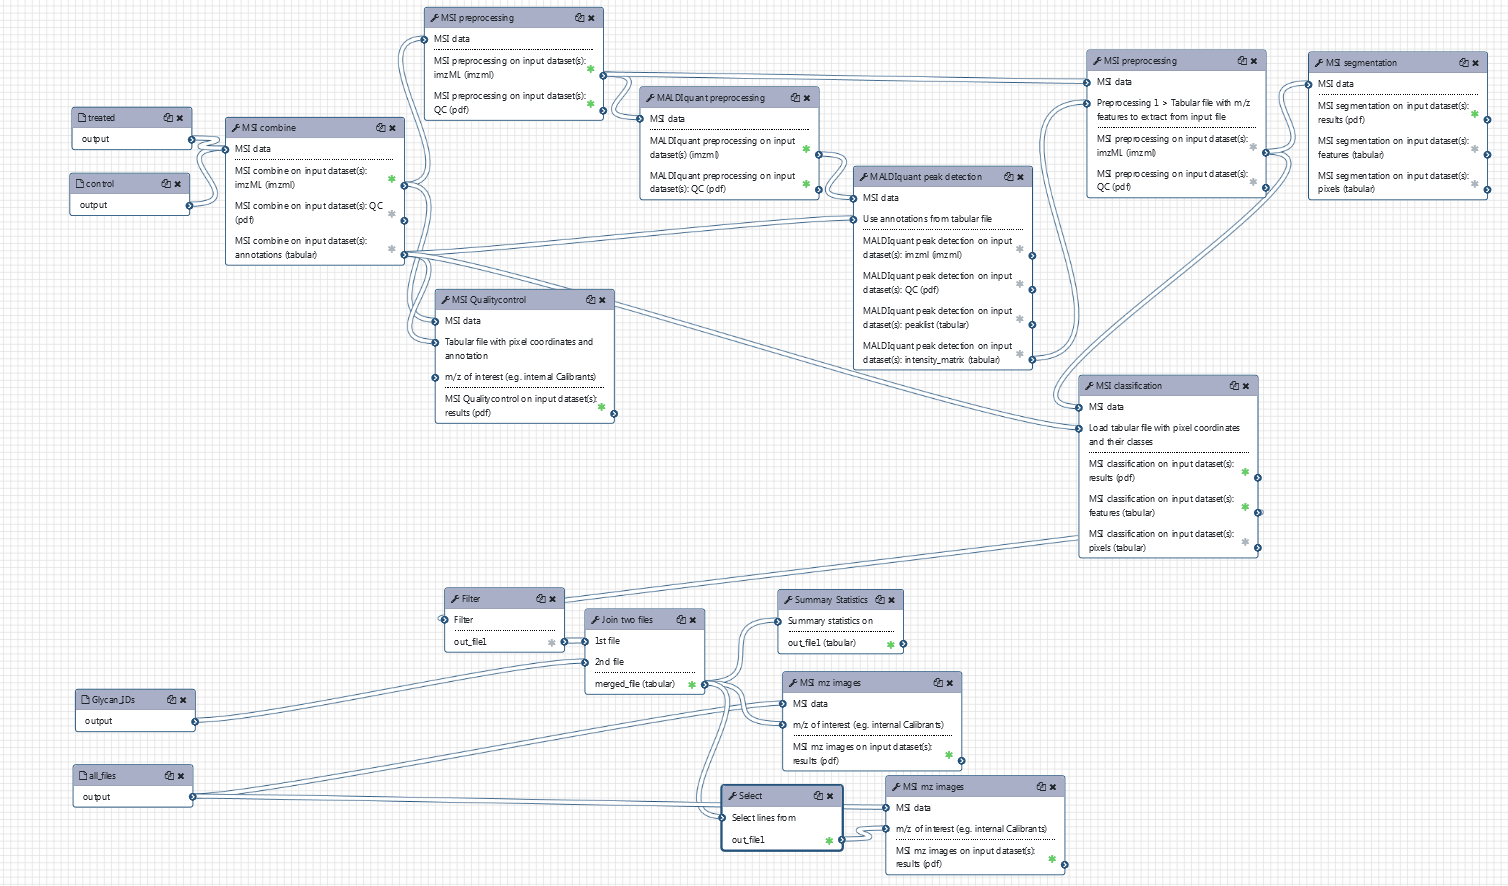 treated
output
control
output
MSI combine
MSI data
MSI combine on input dataset(s):
imzML (imzml)
MSI combine on input dataset(s): QC
(pdf)
MSI combine on input dataset(s):
annotations (tabular)
MSI preprocessing
MSI data
MSI preprocessing on input dataset(s):
imzML (imzml)
MSI preprocessing on input dataset(s):
QC (pdf)
MSI Qualitycontrol
MSI data
Tabular file with pixel coordinates and
annotation
m/z of interest (e.g. internal Calibrants)
MSI Qualitycontrol on input dataset(s):
results (pdf)
MALDIquant preprocessing
MSI data
MALDIquant preprocessing on input
dataset(s) (imzml)
MALDIquant preprocessing on input
dataset(s): QC (pdf)
MALDIquant peak detection
MSI data
Use annotations from tabular file
MALDIquant peak detection on input
dataset(s): imzml (imzml)
MALDIquant peak detection on input
dataset(s): QC (pdf)
MALDIquant peak detection on input
dataset(s): peaklist (tabular)
MALDIquant peak detection on input
dataset(s): intensity_matrix (tabular)
MSI preprocessing
MSI data
Preprocessing 1 > Tabular file with m/z
features to extract from input file
MSI preprocessing on input dataset(s):
imzML (imzml)
MSI preprocessing on input dataset(s):
QC (pdf)
MSI segmentation
MSI data
MSI segmentation on input dataset(s):
results (pdf)
MSI segmentation on input dataset(s):
features (tabular)
MSI segmentation on input dataset(s):
pixels (tabular)
MSI classification
MSI data
Load tabular file with pixel coordinates
and their classes
MSI classification on input dataset(s):
results (pdf)
MSI classification on input dataset(s):
features (tabular)
MSI classification on input dataset(s):
pixels (tabular)
Filter
Filter
out_file1
Join two files
1st file
2nd file
merged_file (tabular)
Summary Statistics
Summary statistics on
out_file1 (tabular)
Glycan_IDs
output
all_files
output
MSI mz images
MSI data
m/z of interest (e.g. internal Calibrants)
MSI mz images on input dataset(s):
results (pdf)
Select
Select lines from
out_file1
MSI mz images
MSI data
m/z of interest (e.g. internal Calibrants)
MSI mz images on input dataset(s):
results (pdf)